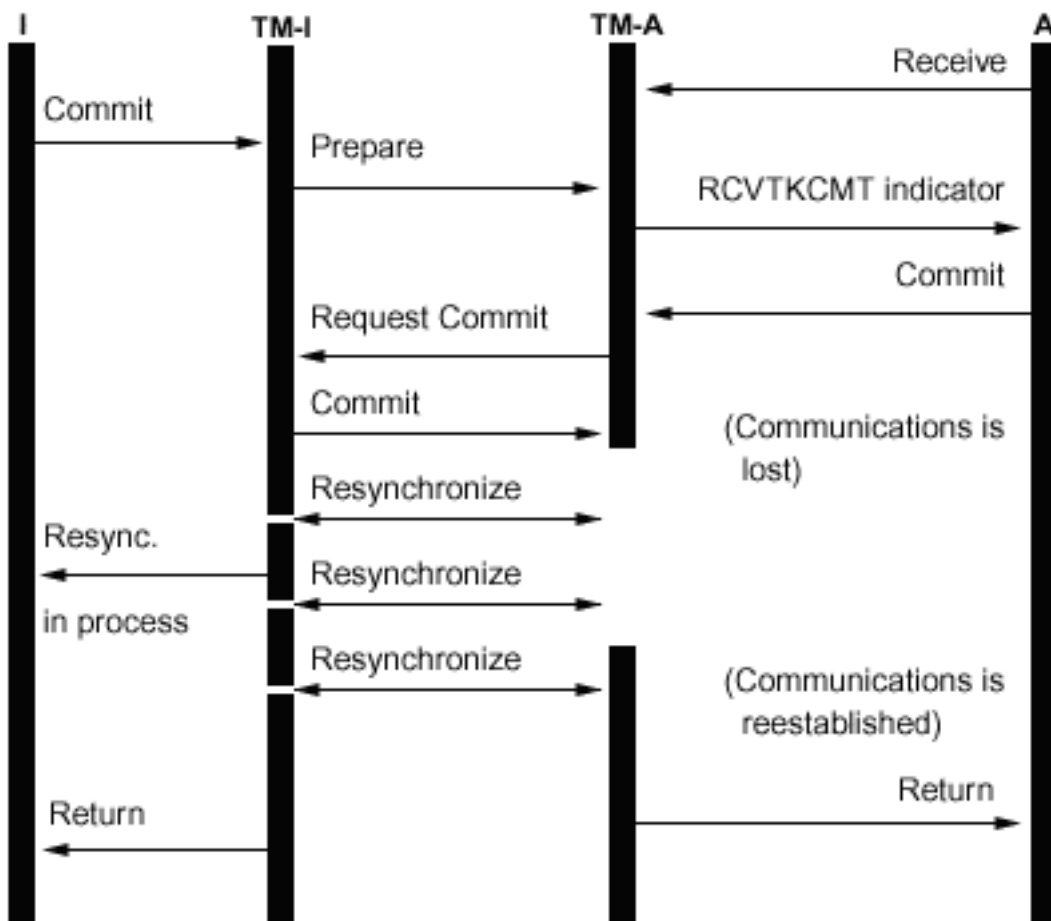 I TM-I TM-A A
Receive
Commit
Prepare
RCVTKCMT indicator
Commit
Request Commit
Commit
(Communications is
lost)
Resynchronize
Resync.
Resynchronize
in process
Resynchronize
(Communications is
reestablished)
Return
Return